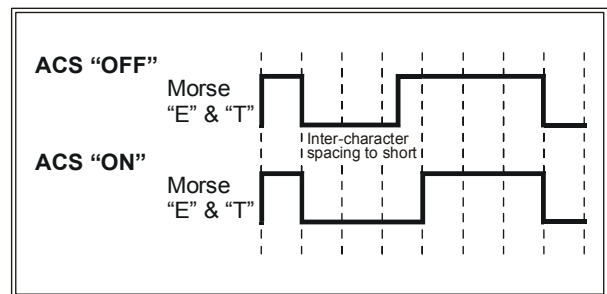 ACS “OFF”
Morse
“E” & “T”
Inter-character
spacing to short
ACS “ON”
Morse
“E” & “T”